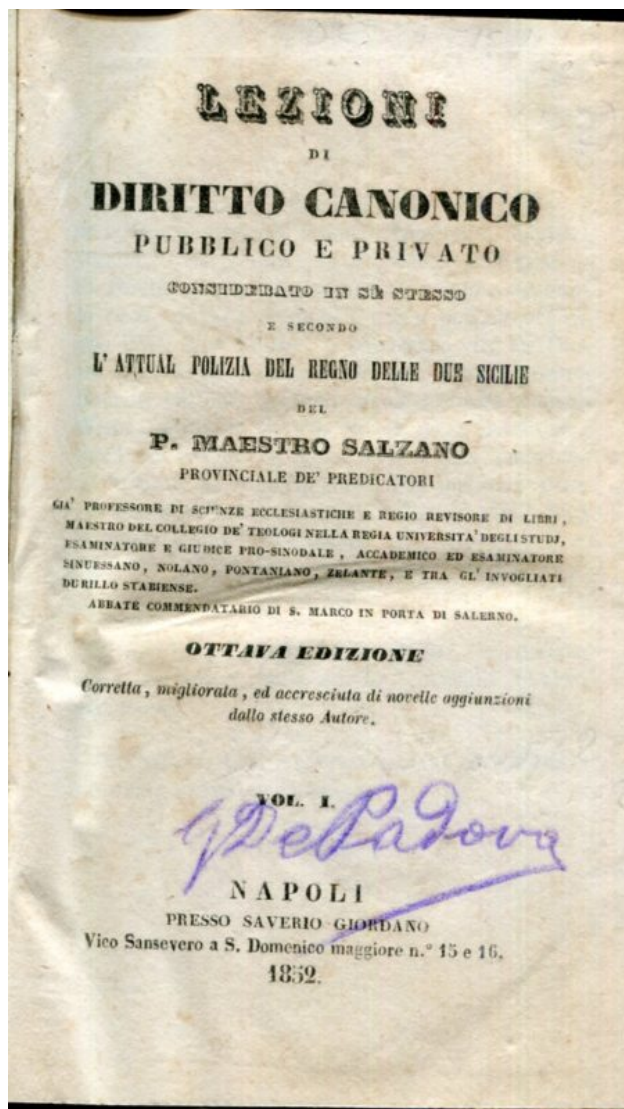 LEZIONI
DI
DIRITTO CANONICO
PUBBLICO E PRIVATO
CONSIDERATO IN SÈ STESSO
E SECONDO
L' ATTUAL POLIZIA DEL REGNO DELLE DUE SICILIE
DEL
P. MAESTRO SALZANO
PROVINCIALE DE' PREDICATORI
GIA' PROFESSORE DI SCIENZE ECCLESIASTICHE E REGIO REVISORE DI LIBRI,
MAESTRO DEL COLLEGIO DE' TEOLOGI NELLA REGIA UNIVERSITA' DEGLI STUDJ,
ESAMINATORE E GIUDICE PRO-SINODALE, ACCADEMICO ED ESAMINATORE
SINUESSANO, NOLANO, PONTANIANO, ZELANTE, E TRA GL' INVOGLIATI
DURILLO STABIENSE.
ABBATE COMMENDATARIO DI S. MARCO IN PORTA DI SALERNO.
OTTAVA EDIZIONE
Corretta, migliorata, ed accresciuta di novelle aggiunzioni
dallo stesso Autore.
VOL. I.
G De Padova
NAPOLI
PRESSO SAVERIO GIORDANO
Vico Sansevero a S. Domenico maggiore n.° 15 e 16.
1852.